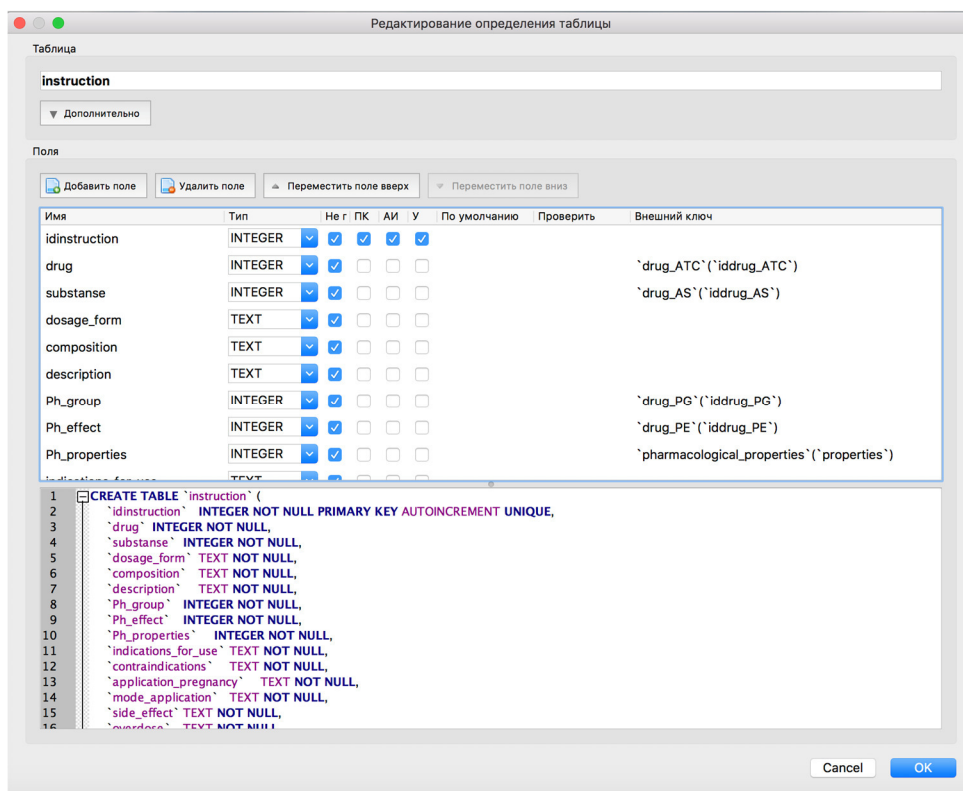 Редактирование определения таблицы
Таблица
instruction
Дополнительно
Поля
Добавить поле Удалить поле Переместить поле вверх Переместить поле вниз
Имя Тип Не г ПК АИ У По умолчанию Проверить Внешний ключ
idinstruction INTEGER
drug INTEGER `drug_ATC`(`iddrug_ATC`)
substanse INTEGER `drug_AS`(`iddrug_AS`)
dosage_form TEXT
composition TEXT
description TEXT
Ph_group INTEGER `drug_PG`(`iddrug_PG`)
Ph_effect INTEGER `drug_PE`(`iddrug_PE`)
Ph_properties INTEGER `pharmacological_properties`(`properties`)
indications_for_use TEXT
1 CREATE TABLE `instruction` (
2 `idinstruction` INTEGER NOT NULL PRIMARY KEY AUTOINCREMENT UNIQUE,
3 `drug` INTEGER NOT NULL,
4 `substanse` INTEGER NOT NULL,
5 `dosage_form` TEXT NOT NULL,
6 `composition` TEXT NOT NULL,
7 `description` TEXT NOT NULL,
8 `Ph_group` INTEGER NOT NULL,
9 `Ph_effect` INTEGER NOT NULL,
10 `Ph_properties` INTEGER NOT NULL,
11 `indications_for_use` TEXT NOT NULL,
12 `contraindications` TEXT NOT NULL,
13 `application_pregnancy` TEXT NOT NULL,
14 `mode_application` TEXT NOT NULL,
15 `side_effect` TEXT NOT NULL,
16 `overdose` TEXT NOT NULL
Cancel OK